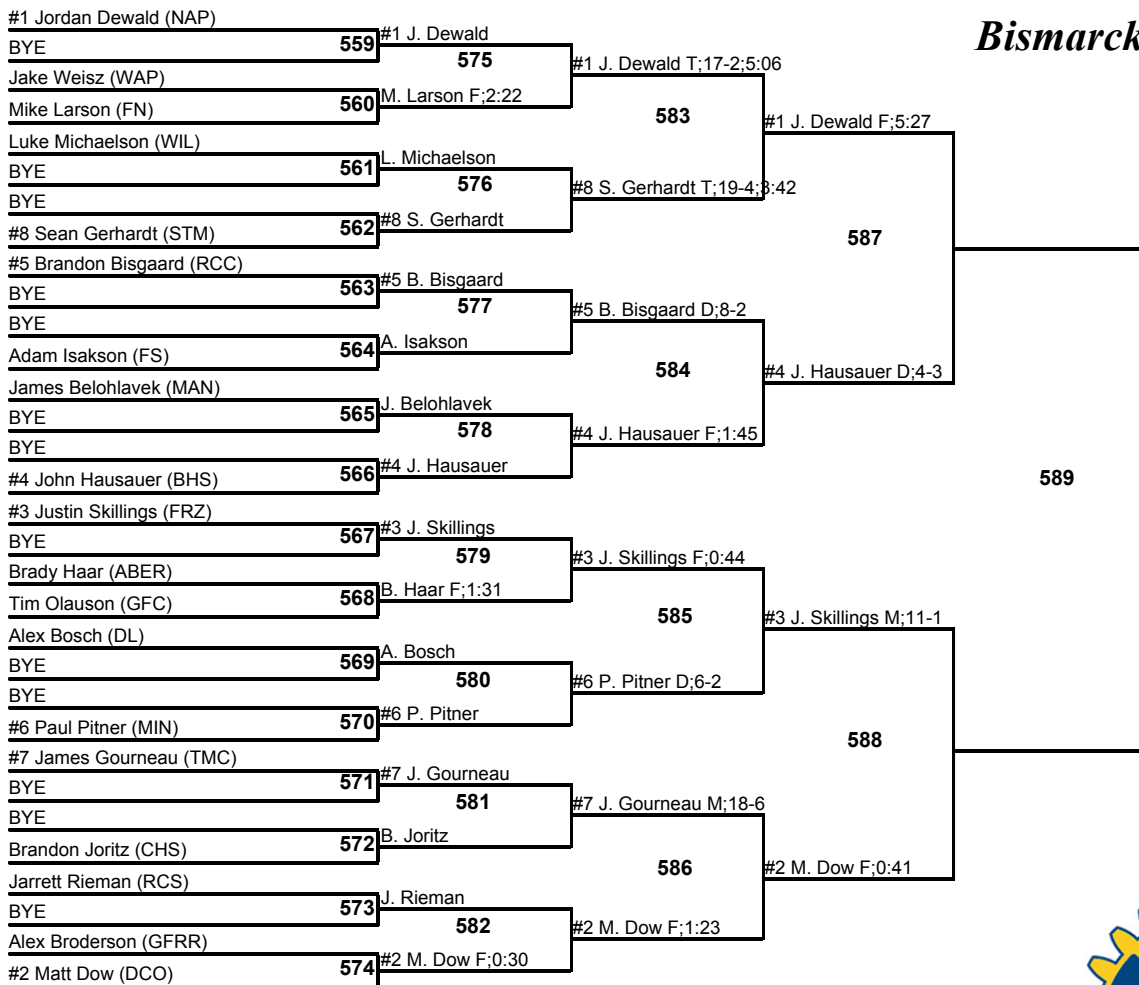 #1 Jordan Dewald (NAP)
BYE
559
Jake Weisz (WAP)
Mike Larson (FN)
560
Luke Michaelson (WIL)
BYE
561
BYE
#8 Sean Gerhardt (STM)
562
#5 Brandon Bisgaard (RCC)
BYE
563
BYE
Adam Isakson (FS)
564
James Belohlavek (MAN)
BYE
565
BYE
#4 John Hausauer (BHS)
566
#3 Justin Skillings (FRZ)
BYE
567
Brady Haar (ABER)
Tim Olauson (GFC)
568
Alex Bosch (DL)
BYE
569
BYE
#6 Paul Pitner (MIN)
570
#7 James Gourneau (TMC)
BYE
571
BYE
Brandon Joritz (CHS)
572
Jarrett Rieman (RCS)
BYE
573
Alex Broderson (GFRR)
#2 Matt Dow (DCO)
574
#1 J. Dewald
575
M. Larson F;2:22
L. Michaelson
576
#8 S. Gerhardt
#5 B. Bisgaard
577
A. Isakson
J. Belohlavek
578
#4 J. Hausauer
#3 J. Skillings
579
B. Haar F;1:31
A. Bosch
580
#6 P. Pitner
#7 J. Gourneau
581
B. Joritz
J. Rieman
582
#2 M. Dow F;0:30
#1 J. Dewald T;17-2;5:06
583
#8 S. Gerhardt T;19-4;3:42
#5 B. Bisgaard D;8-2
584
#4 J. Hausauer F;1:45
#3 J. Skillings F;0:44
585
#6 P. Pitner D;6-2
#7 J. Gourneau M;18-6
586
#2 M. Dow F;1:23
#1 J. Dewald F;5:27
587
#4 J. Hausauer D;4-3
#3 J. Skillings M;11-1
588
#2 M. Dow F;0:41
Bismarck
589